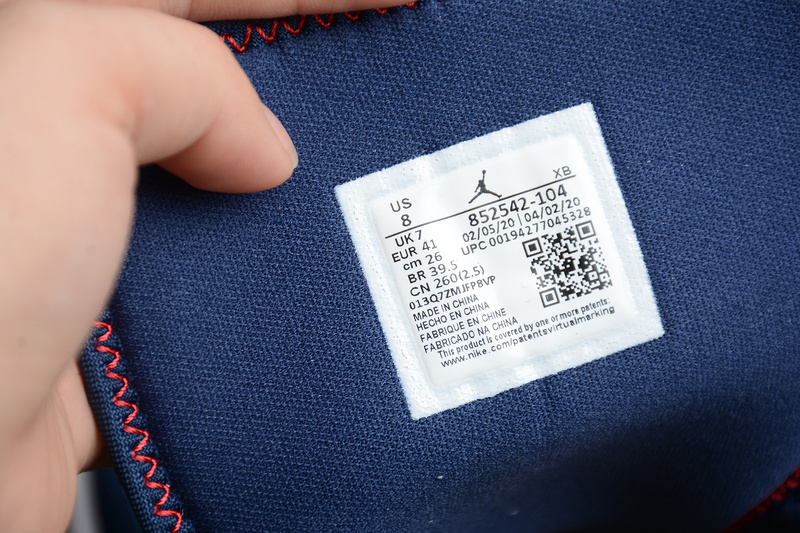 US
8
XB
852542-104
02/05/20 | 04/02/20
UPC 00194277045328
UK 7
EUR 41
cm 26
BR 39.5
CN 260(2.5)
013Q7ZMJFPBVP
MADE IN CHINA
HECHO EN CHINA
FABRIQUE EN CHINE
FABRICADO NA CHINA
This product is covered by one or more patents:
www.nike.com/patentsvirtualmarking